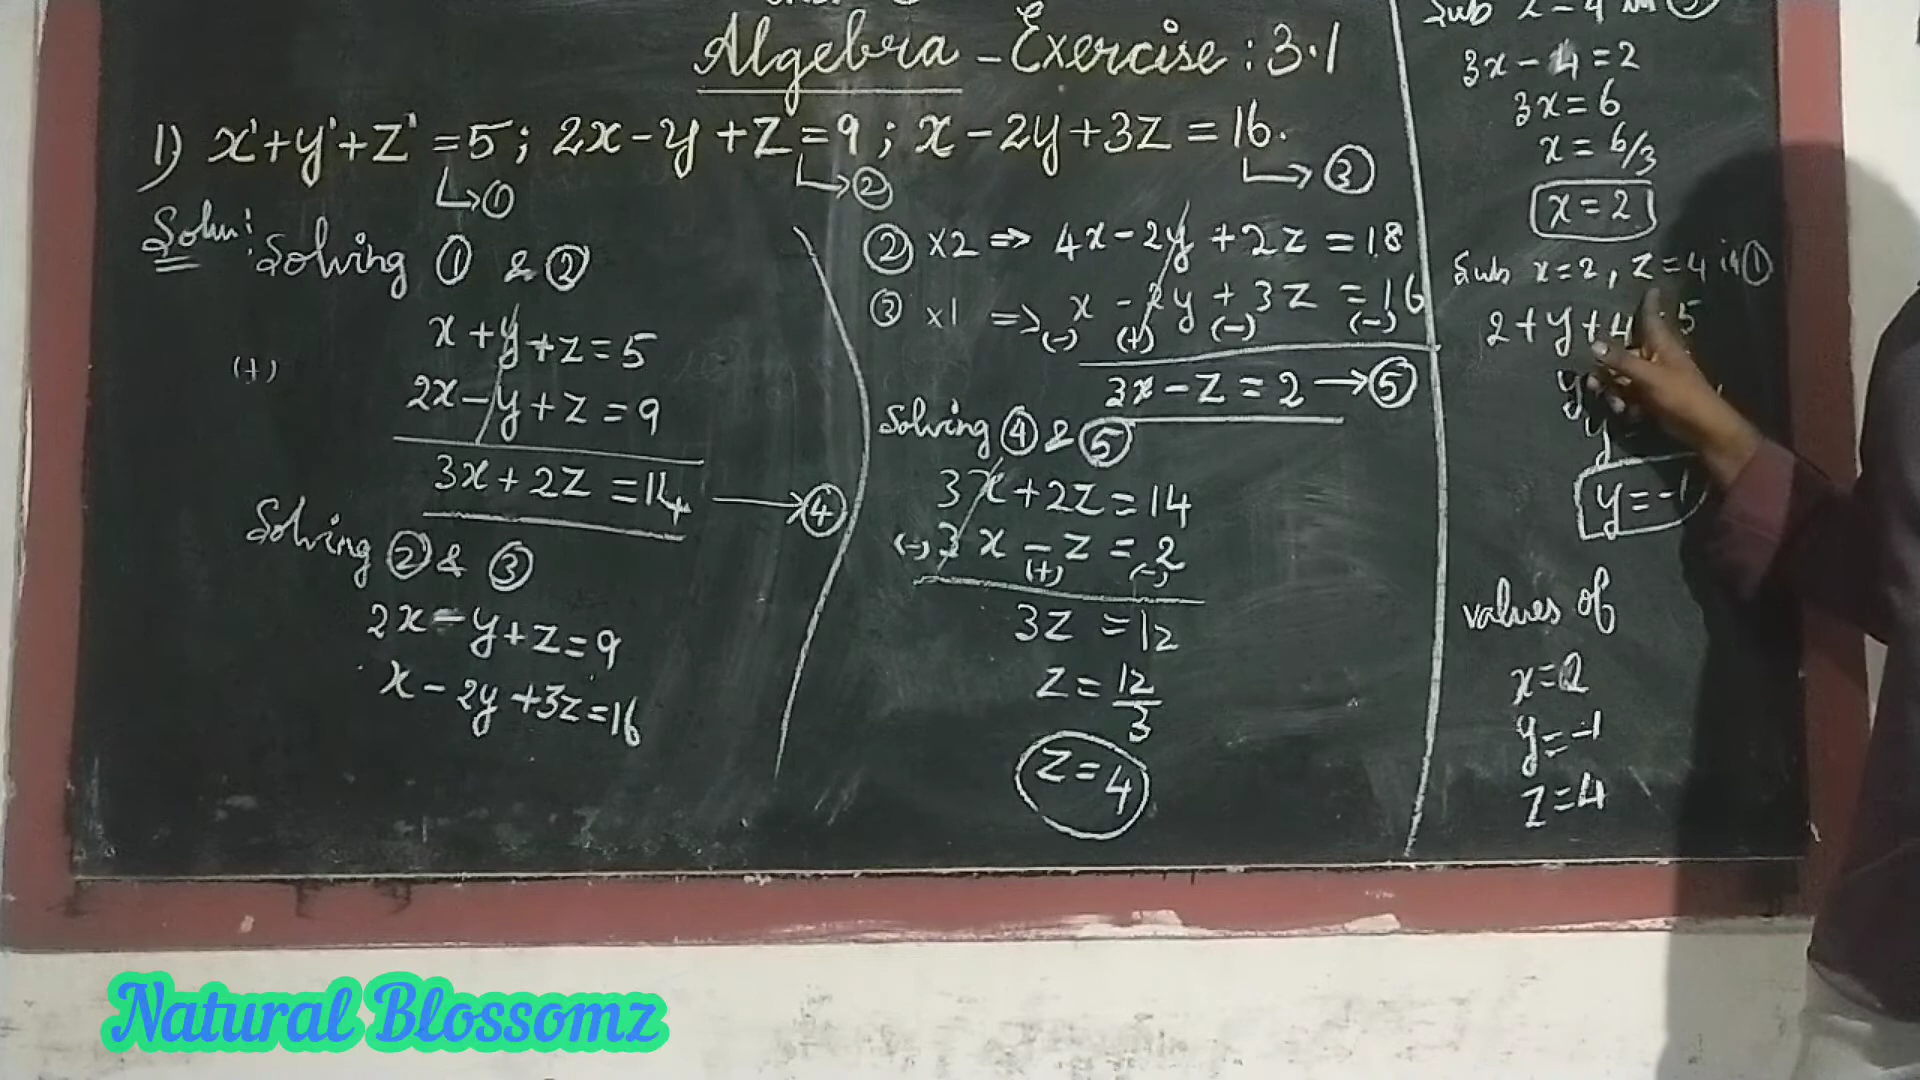 Algebra - Exercise : 3.1
1) x+y+z = 5 ; 2x-y+z = 9 ; x-2y+3z = 16.
→① →② →③
Soln:
Solving ① & ②
x+y+z=5
(+)
2x-y+z=9
3x+2z=14 → ④
Solving ② & ③
2x-y+z=9
x-2y+3z=16
② x2 => 4x-2y+2z=18
③ x1 => x-2y+3z=16
(-) (+) (-) (-)
3x-z=2 → ⑤
Solving ④ & ⑤
3x+2z=14
(-) 3x-z=2
(+) (-)
3z=12
z=12/3
z=4
3x-4=2
3x=6
x=6/3
x=2
Sub x=2, z=4 in ①
2+y+4 5
y
y
y=-1
values of
x=2
y=-1
z=4
Natural Blossomz